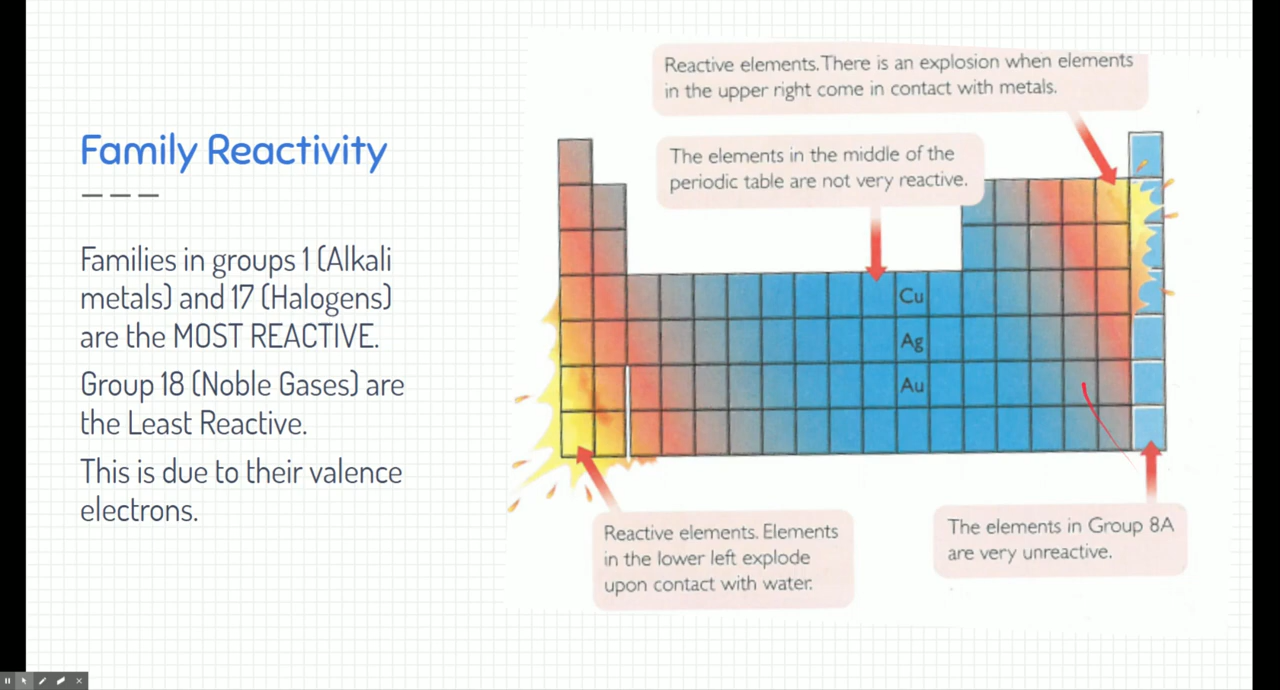 Family Reactivity
Families in groups 1 (Alkali
metals) and 17 (Halogens)
are the MOST REACTIVE.
Group 18 (Noble Gases) are
the Least Reactive.
This is due to their valence
electrons.
Reactive elements. There is an explosion when elements
in the upper right come in contact with metals.
The elements in the middle of the
periodic table are not very reactive.
Cu
Ag
Au
Reactive elements. Elements
in the lower left explode
upon contact with water.
The elements in Group 8A
are very unreactive.